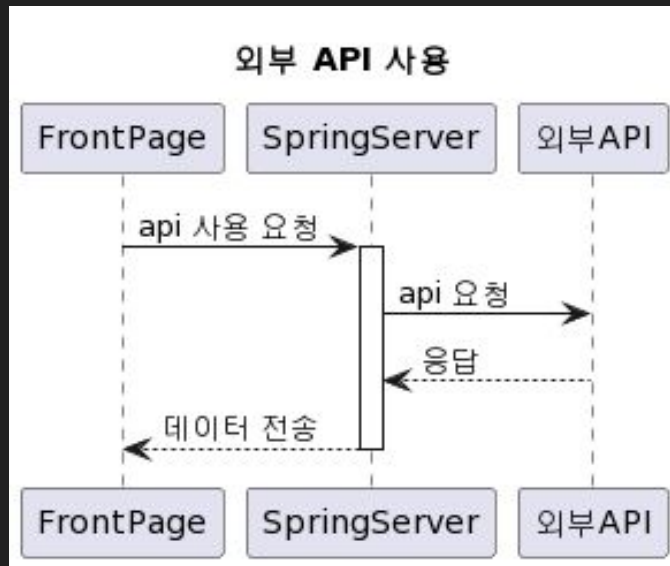 외부 API 사용
FrontPage SpringServer 외부API
api 사용 요청
api 요청
응답
데이터 전송
FrontPage SpringServer 외부API